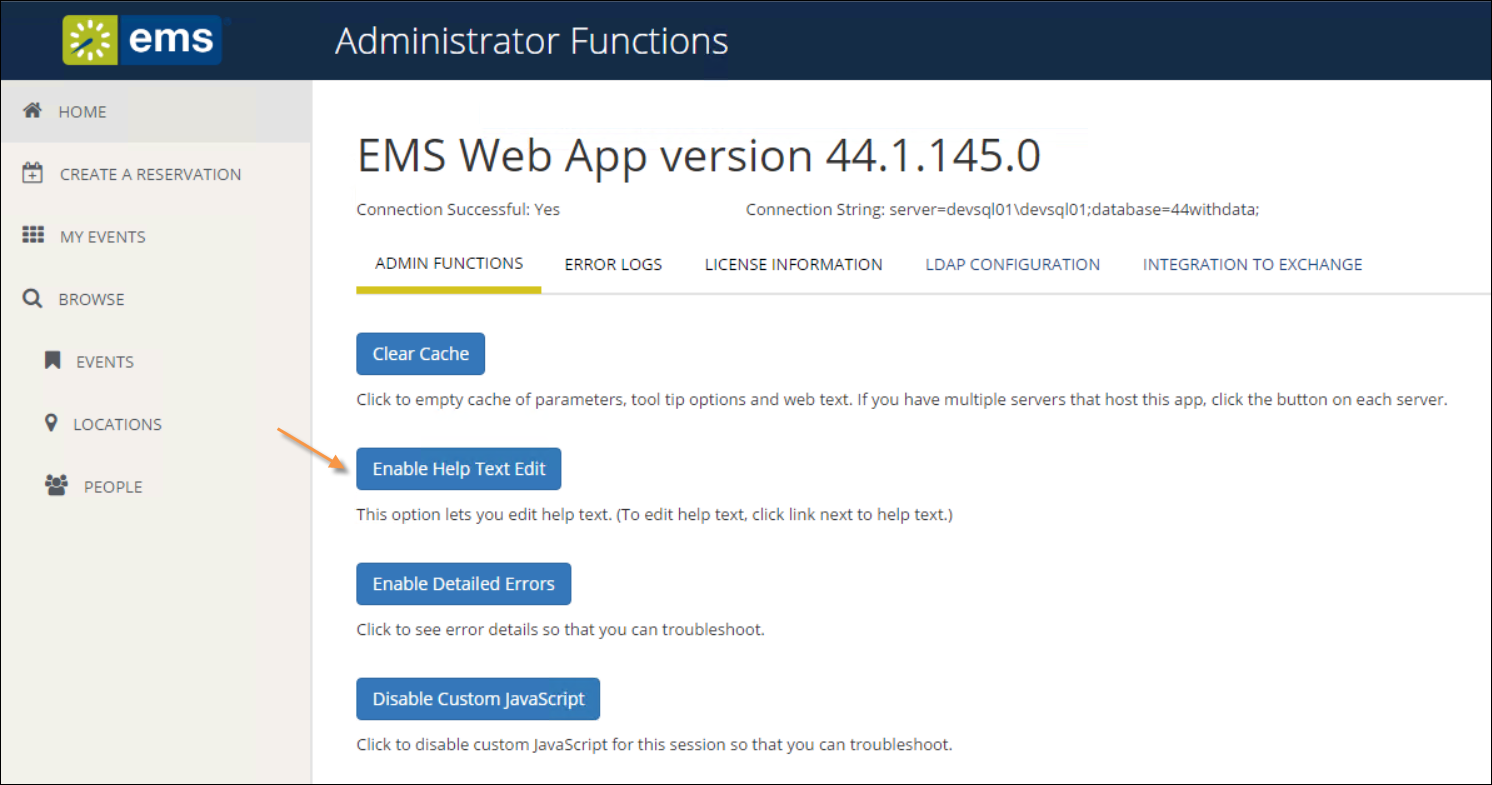 ems
Administrator Functions
HOME
CREATE A RESERVATION
MY EVENTS
BROWSE
EVENTS
LOCATIONS
PEOPLE
EMS Web App version 44.1.145.0
Connection Successful: Yes
Connection String: server=devsql01\devsql01;database=44withdata;
ADMIN FUNCTIONS
ERROR LOGS
LICENSE INFORMATION
LDAP CONFIGURATION
INTEGRATION TO EXCHANGE
Clear Cache
Click to empty cache of parameters, tool tip options and web text. If you have multiple servers that host this app, click the button on each server.
Enable Help Text Edit
This option lets you edit help text. (To edit help text, click link next to help text.)
Enable Detailed Errors
Click to see error details so that you can troubleshoot.
Disable Custom JavaScript
Click to disable custom JavaScript for this session so that you can troubleshoot.